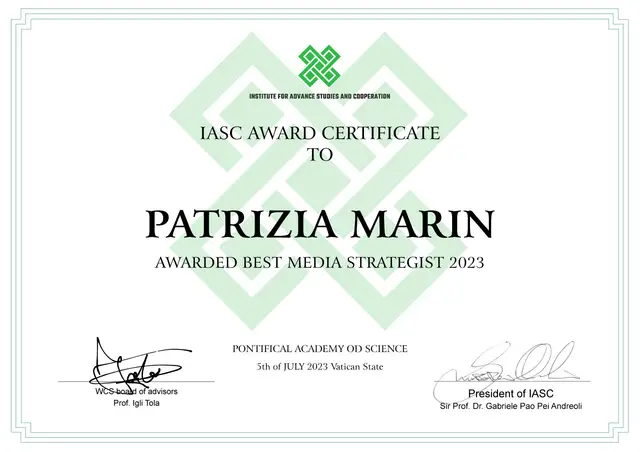 INSTITUTE FOR ADVANCE STUDIES AND COOPERATION
IASC AWARD CERTIFICATE
TO
PATRIZIA MARIN
AWARDED BEST MEDIA STRATEGIST 2023
PONTIFICAL ACADEMY OD SCIENCE
5th of JULY 2023 Vatican State
WCS board of advisors
Prof. Igli Tola
President of IASC
Sir Prof. Dr. Gabriele Pao Pei Andreoli